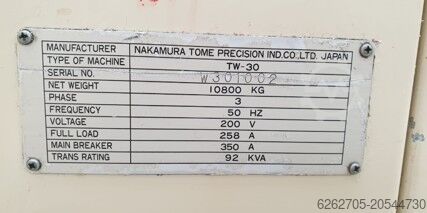 MANUFACTURER NAKAMURA TOME PRECISION IND.CO.,LTD. JAPAN
TYPE OF MACHINE TW-30
SERIAL NO. W301002
NET WEIGHT 10800 KG
PHASE 3
FREQUENCY 50 HZ
VOLTAGE 200 V
FULL LOAD 258 A
MAIN BREAKER 350 A
TRANS RATING 92 KVA
6262705-20544730